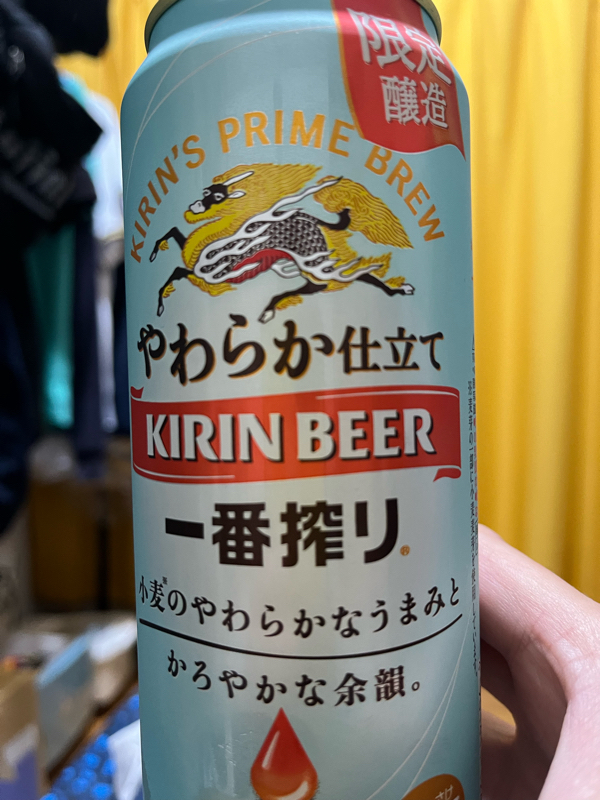 限定
醸造
KIRIN'S PRIME BREW
やわらか仕立て
KIRIN BEER
一番搾り®
小麦※のやわらかなうまみと
かろやかな余韻。